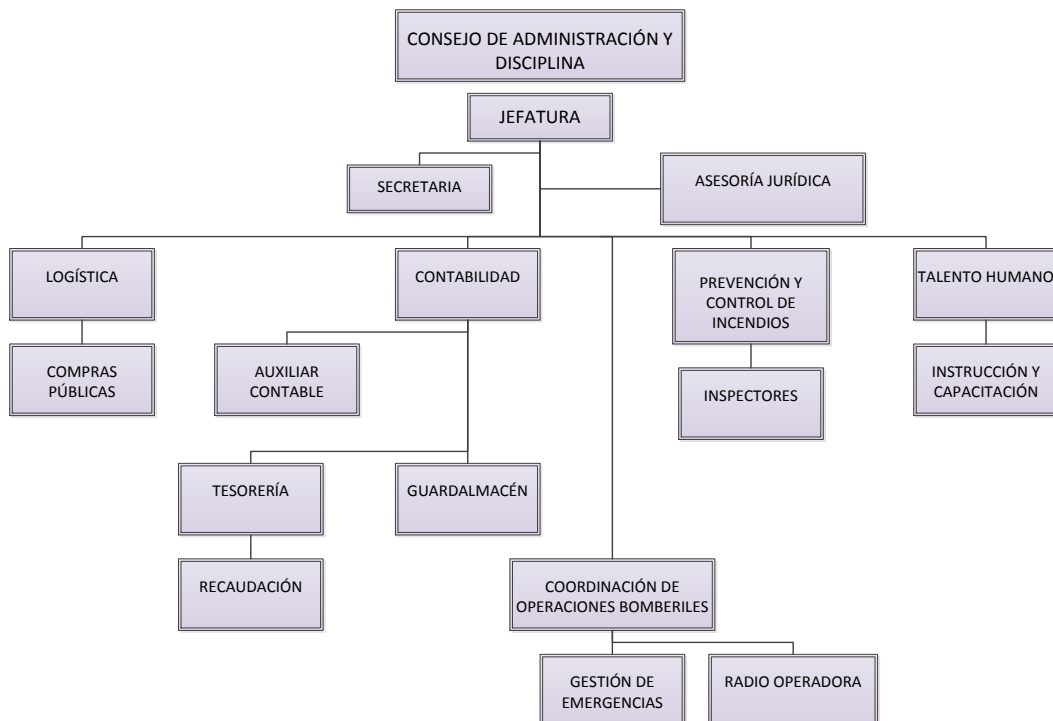 CONSEJO DE ADMINISTRACIÓN Y
DISCIPLINA
JEFATURA
SECRETARIA
ASESORÍA JURÍDICA
LOGÍSTICA
CONTABILIDAD
PREVENCIÓN Y
CONTROL DE
INCENDIOS
TALENTO HUMANO
COMPRAS
PÚBLICAS
AUXILIAR
CONTABLE
INSPECTORES
INSTRUCCIÓN Y
CAPACITACIÓN
TESORERÍA
GUARDALMACÉN
RECAUDACIÓN
COORDINACIÓN DE
OPERACIONES BOMBERILES
GESTIÓN DE
EMERGENCIAS
RADIO OPERADORA